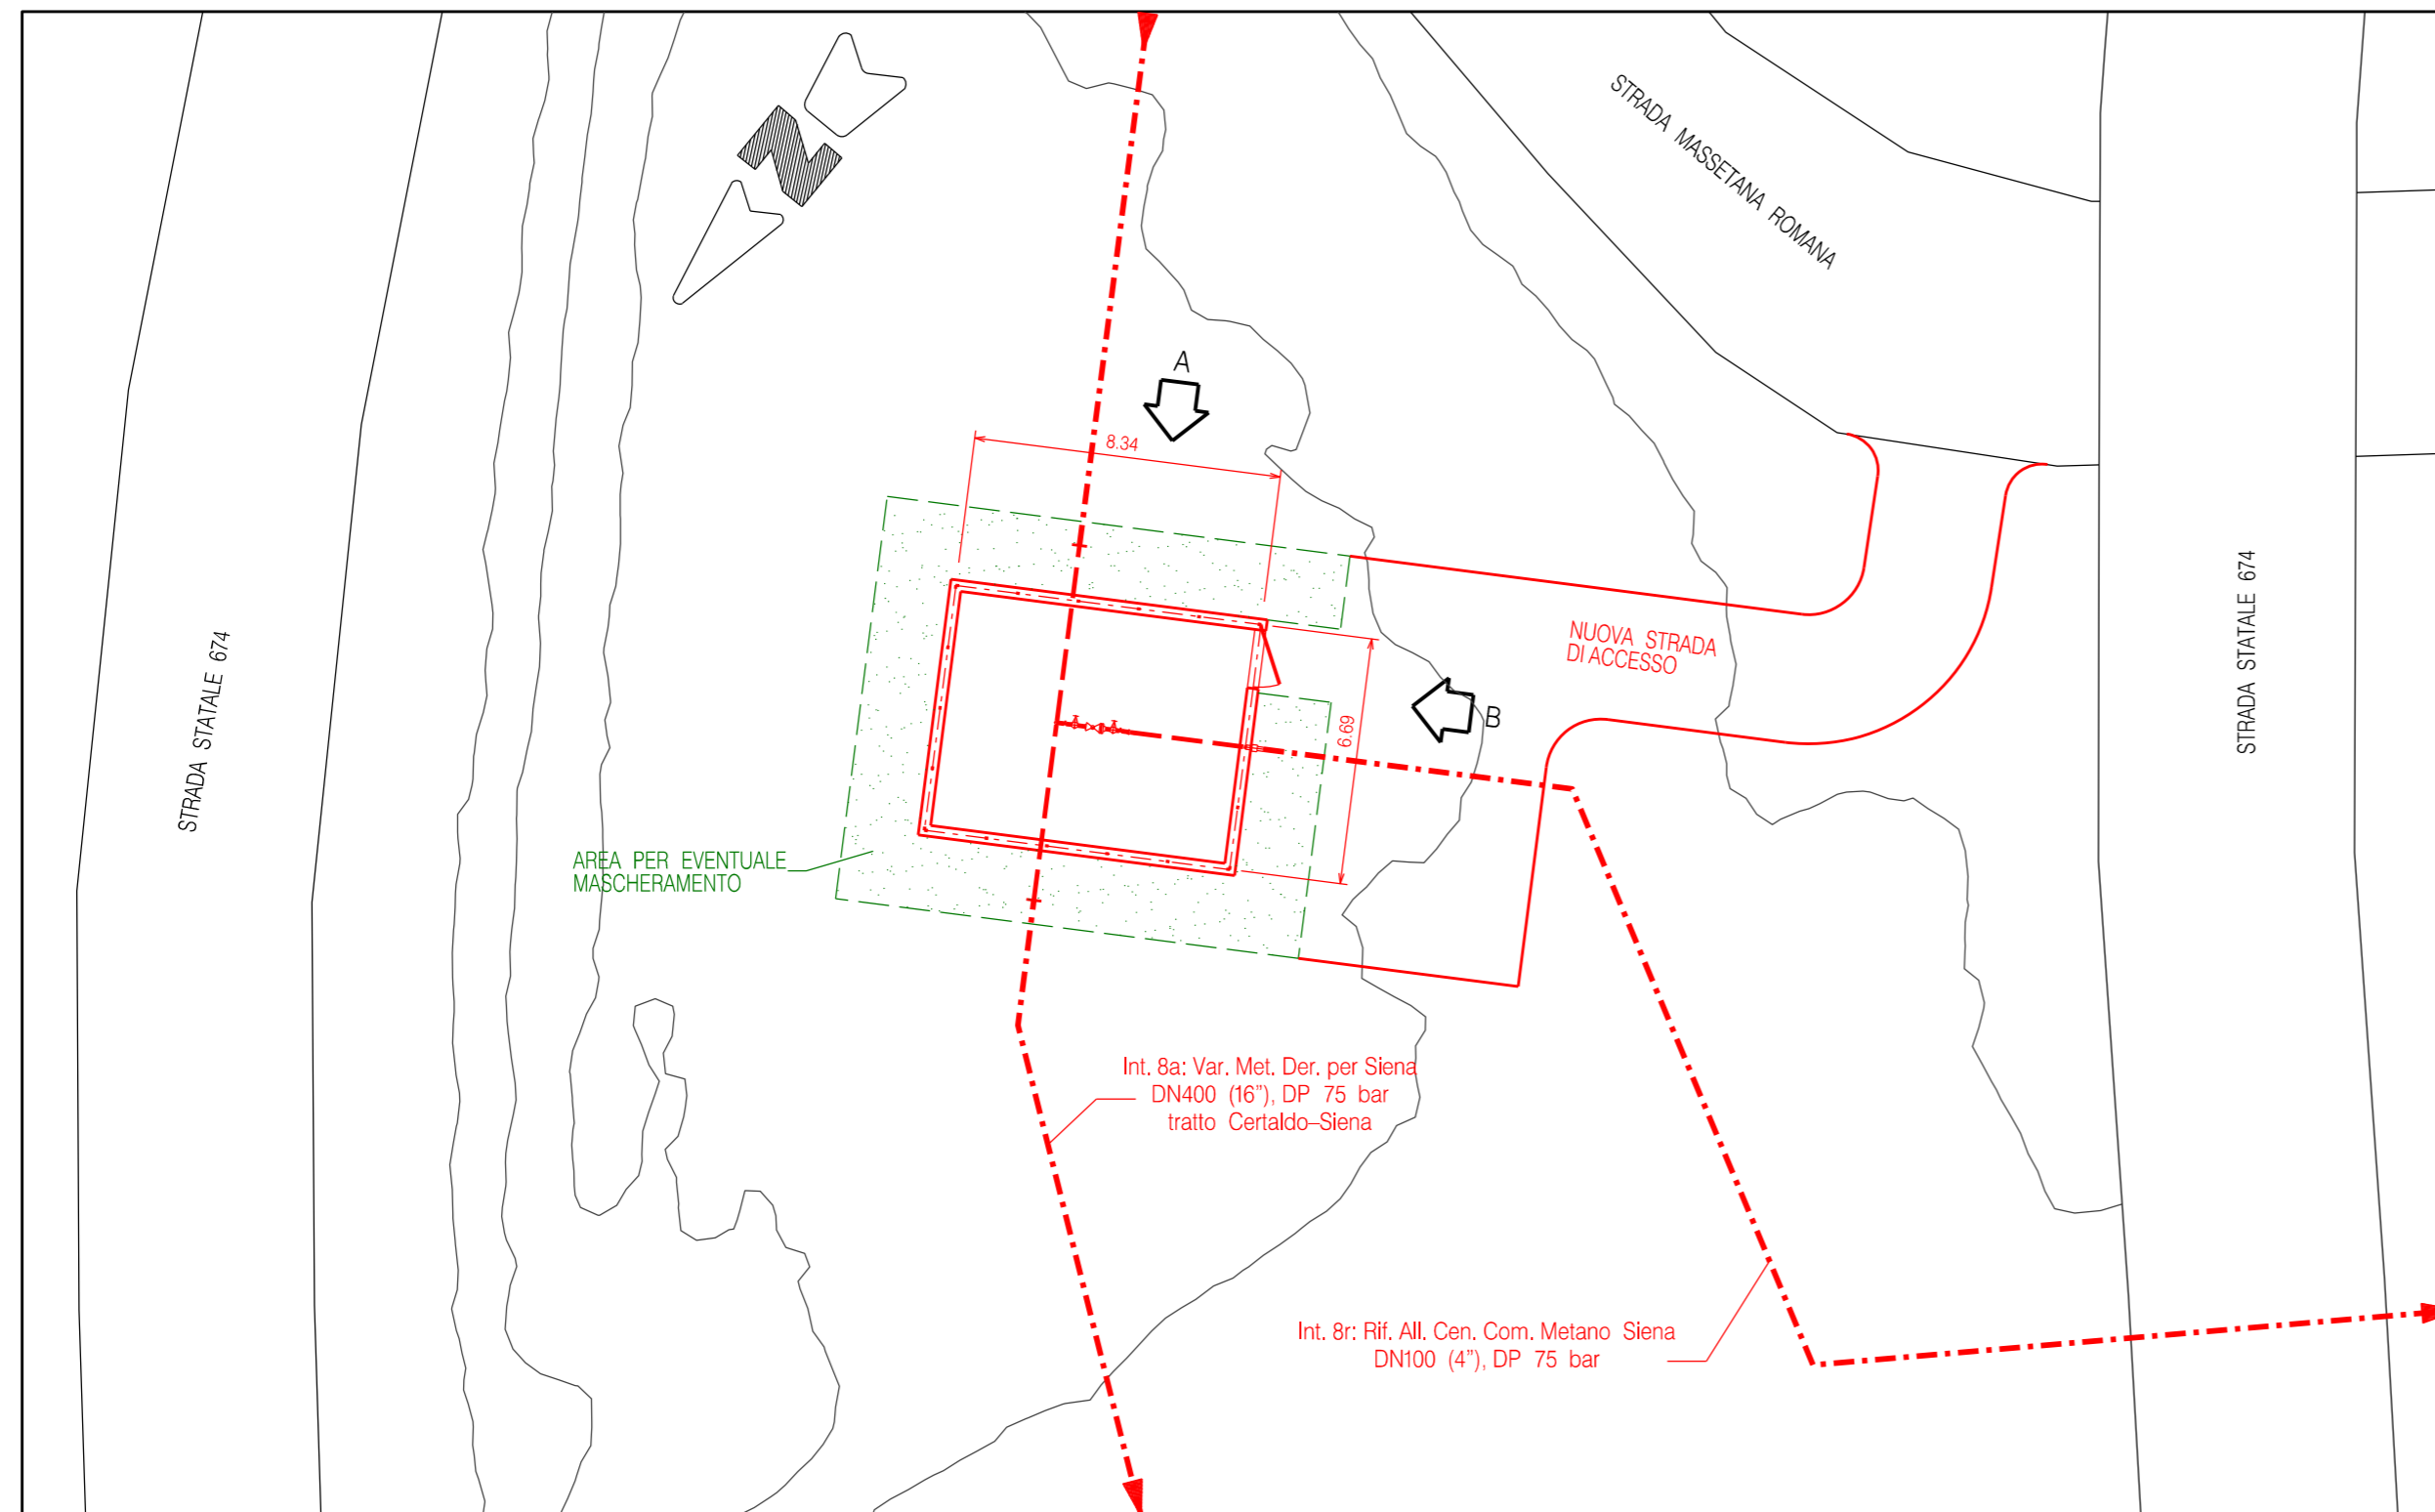 N
STRADA MASSETANA ROMANA
A
8.34
STRADA STATALE 674
NUOVA STRADA
DI ACCESSO
STRADA STATALE 674
B
6.69
AREA PER EVENTUALE
MASCHERAMENTO
Int. 8a: Var. Met. Der. per Siena
DN400 (16”), DP 75 bar
tratto Certaldo–Siena
Int. 8r: Rif. All. Cen. Com. Metano Siena
DN100 (4”), DP 75 bar